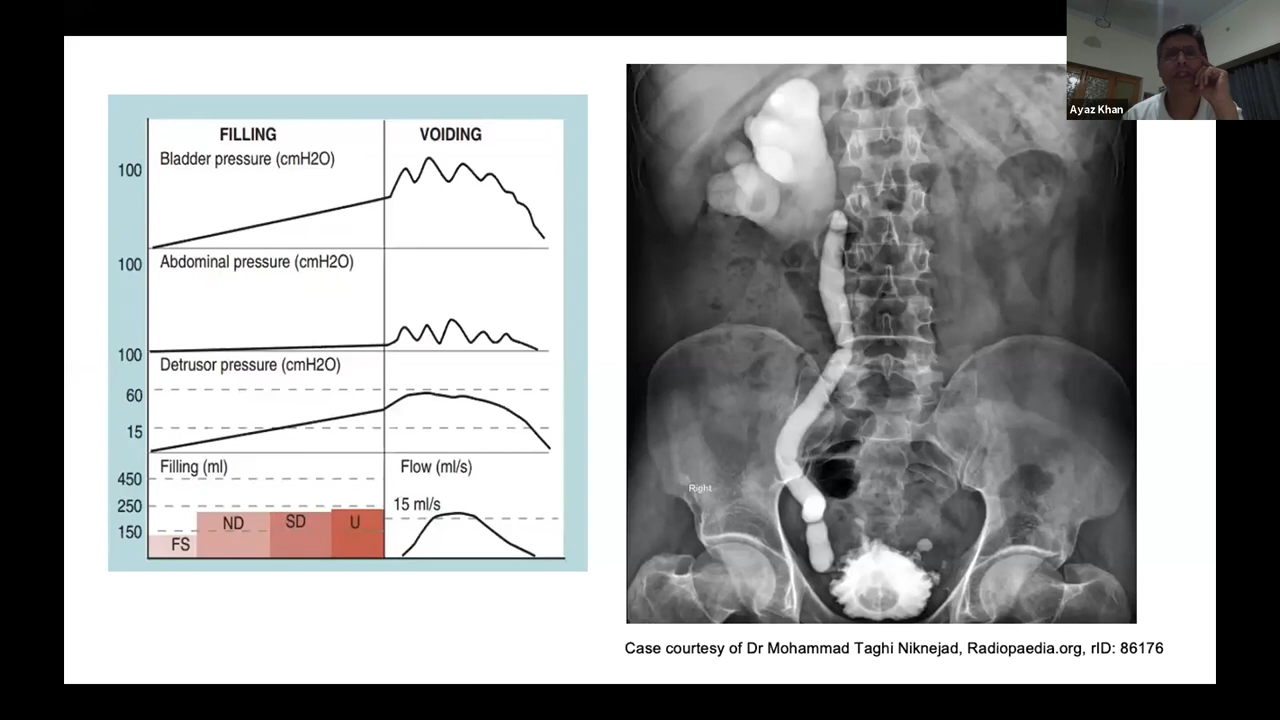 FILLING
VOIDING
Bladder pressure (cmH2O)
100
Abdominal pressure (cmH2O)
100
100
Detrusor pressure (cmH2O)
60
15
Filling (ml)
Flow (ml/s)
450
250
150
15 ml/s
FS
ND
SD
U
Right
Case courtesy of Dr Mohammad Taghi Niknejad, Radiopaedia.org, rID: 86176
Ayaz Khan